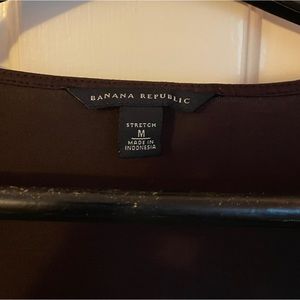 BANANA REPUBLIC
STRETCH
M
MADE IN
INDONESIA